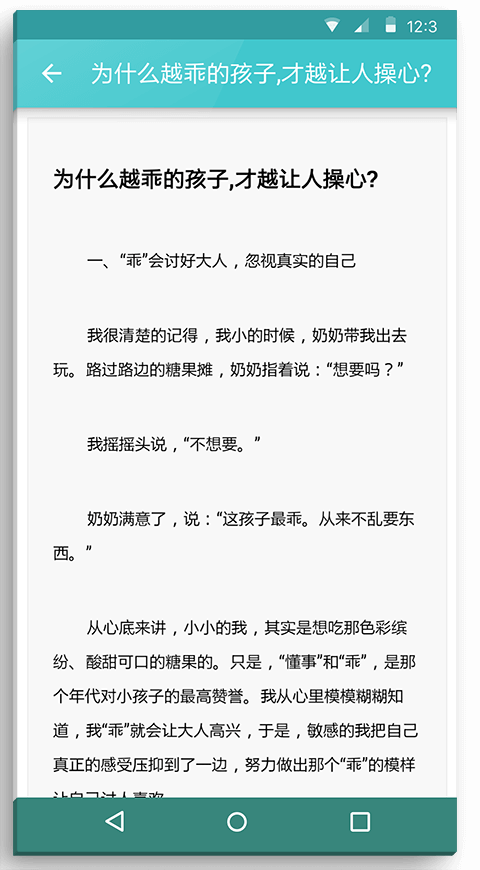 12:3
为什么越乖的孩子,才越让人操心?
为什么越乖的孩子,才越让人操心?
一、“乖”会讨好大人，忽视真实的自己
我很清楚的记得，我小的时候，奶奶带我出去
玩。路过路边的糖果摊，奶奶指着说：“想要吗？”
我摇摇头说，“不想要。”
奶奶满意了，说：“这孩子最乖。从来不乱要东
西。”
从心底来讲，小小的我，其实是想吃那色彩缤
纷、酸甜可口的糖果的。只是，“懂事”和“乖”，是那
个年代对小孩子的最高赞誉。我从心里模模糊糊知
道，我“乖”就会让大人高兴，于是，敏感的我把自己
真正的感受压抑到了一边，努力做出那个“乖”的模样